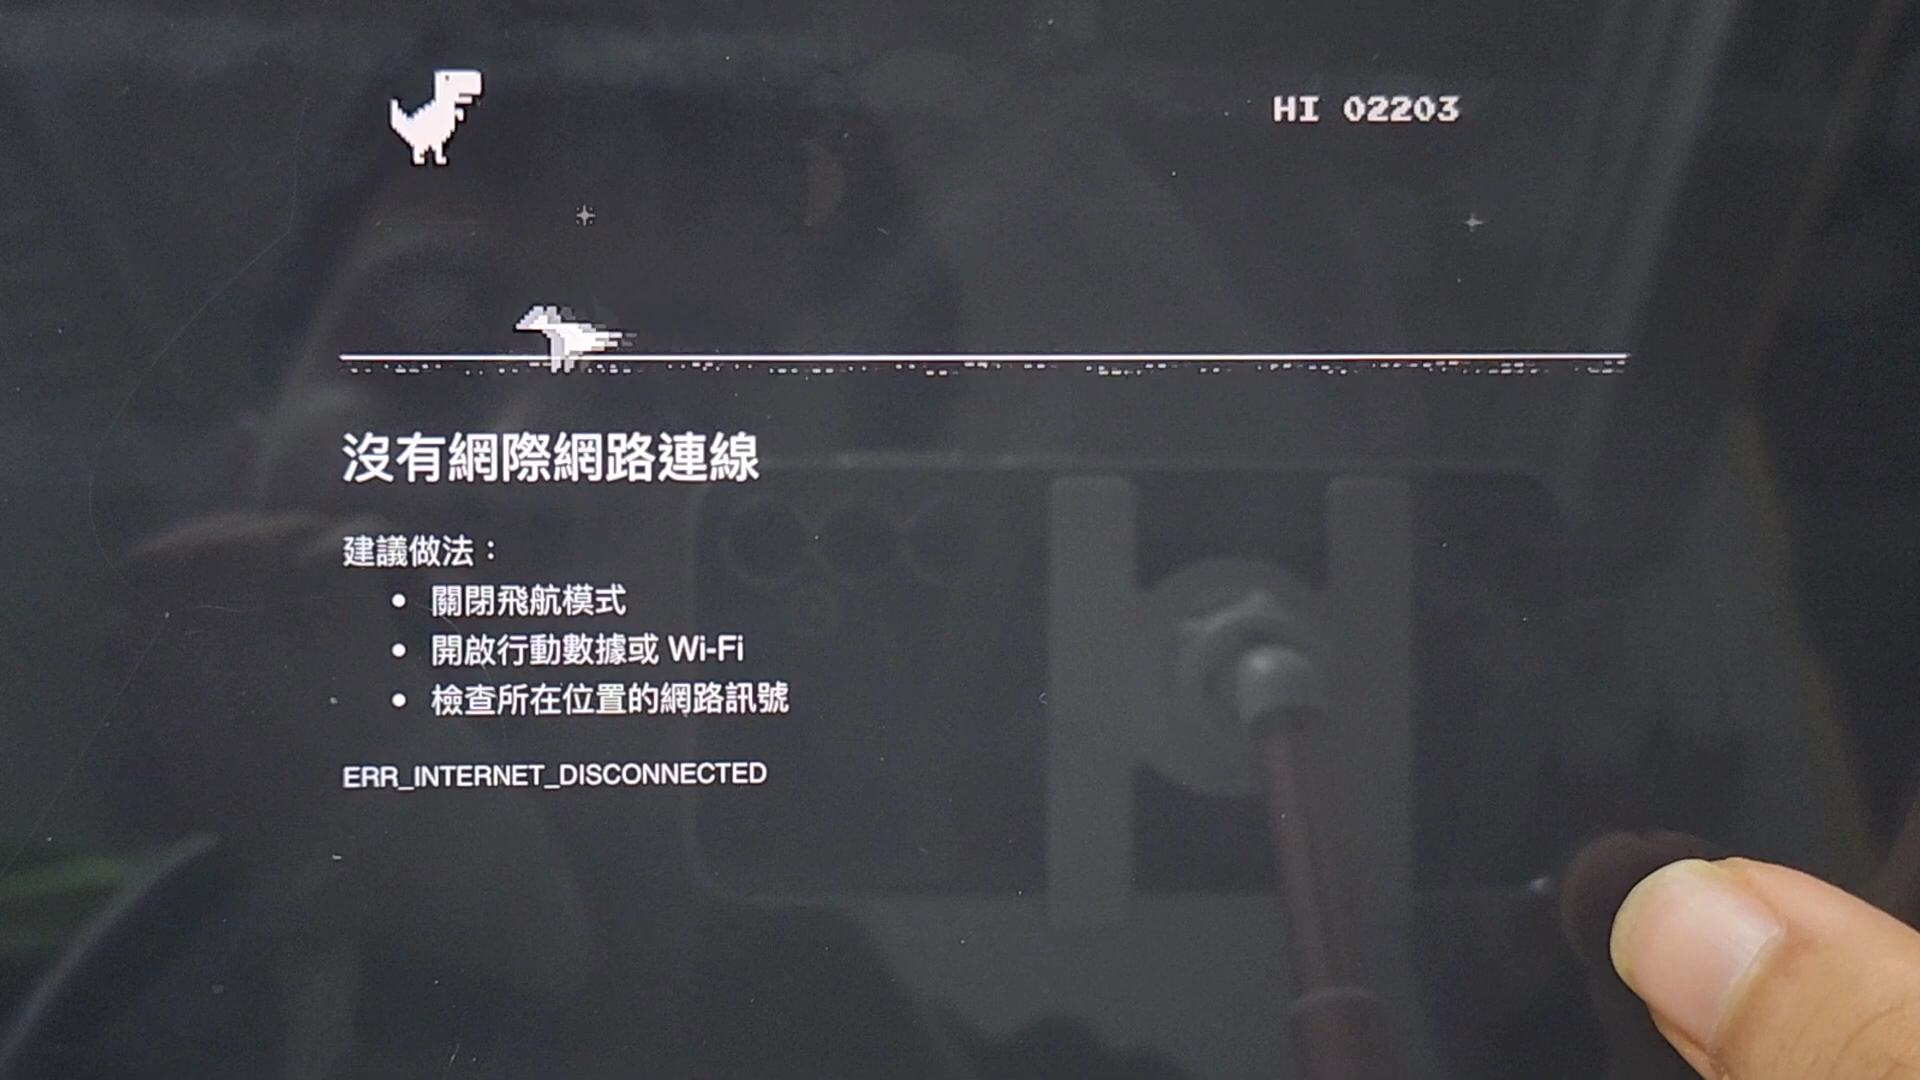 HI 02203
沒有網際網路連線
建議做法：
• 關閉飛航模式
• 開啟行動數據或 Wi-Fi
• 檢查所在位置的網路訊號
ERR_INTERNET_DISCONNECTED